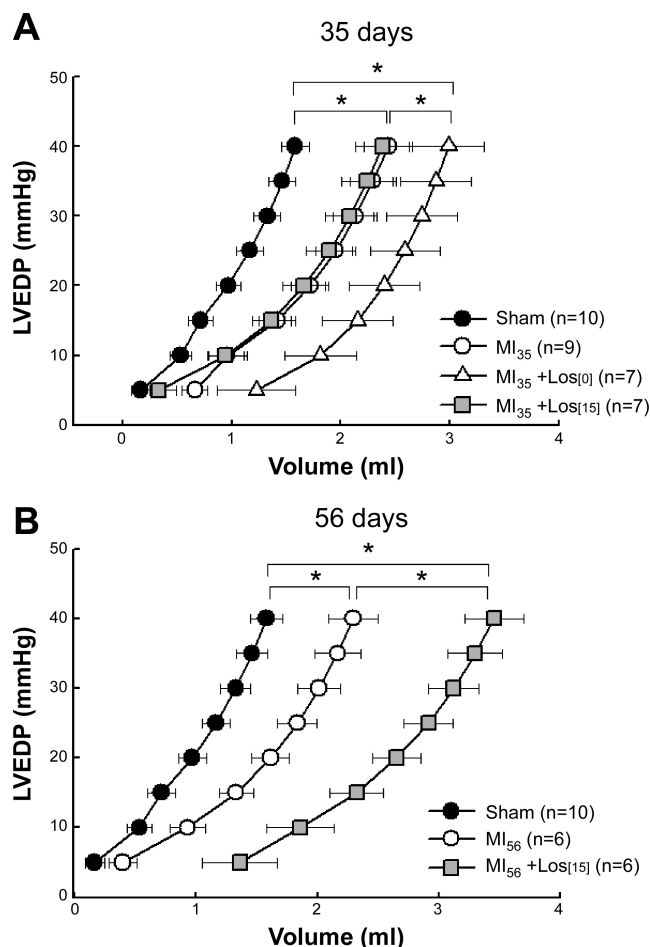 A
35 days
*
*
*
LVEDP (mmHg)
50
40
30
20
10
0
0
1
2
3
4
Volume (ml)
Sham (n=10)
MI35 (n=9)
MI35 +Los[0] (n=7)
MI35 +Los[15] (n=7)
B
56 days
*
*
*
LVEDP (mmHg)
50
40
30
20
10
0
0
1
2
3
4
Volume (ml)
Sham (n=10)
MI56 (n=6)
MI56 +Los[15] (n=6)